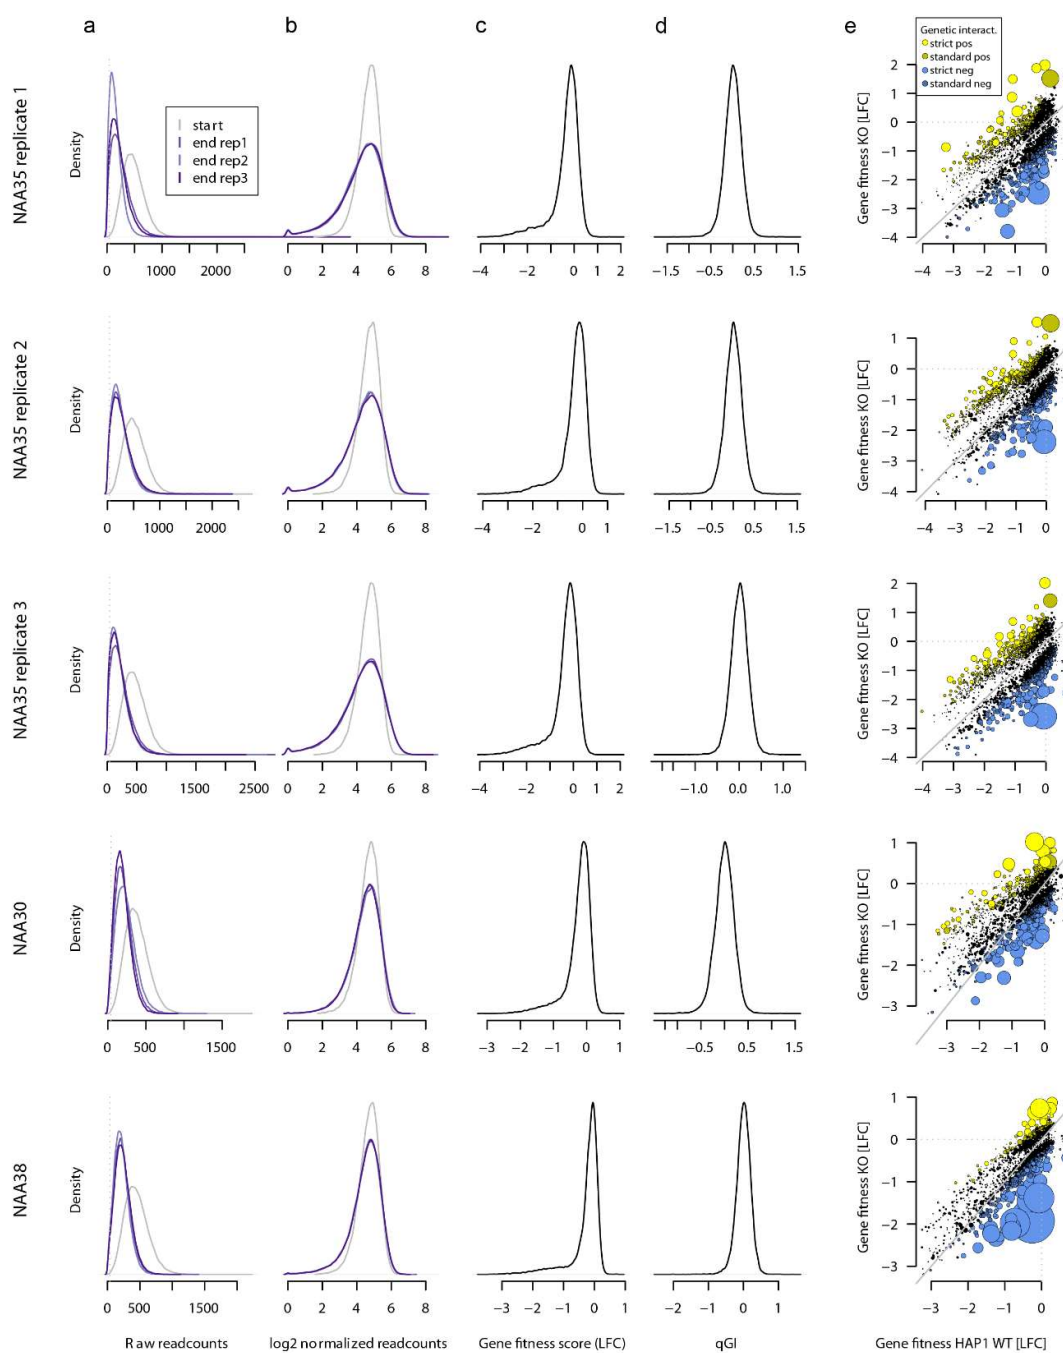 a b c d e
NAA35 replicate 1
Density
start
end rep1
end rep2
end rep3
0 1000 2000
0 2 4 6 8
−4 −2 0 2
−1.5 −0.5 0.5 1.5
Gene fitness KO [LFC]
Genetic interact.
strict pos
standard pos
strict neg
standard neg
2
1
0
−1
−2
−3
−4
−4 −3 −2 −1 0
NAA35 replicate 2
Density
0 1000 2000
0 2 4 6 8
−4 −2 0 1
−1.5 −0.5 0.5 1.5
Gene fitness KO [LFC]
1
0
−1
−2
−3
−4
−4 −3 −2 −1 0
NAA35 replicate 3
Density
0 500 1500 2500
0 2 4 6 8
−4 −2 0 2
−1.0 0.0 1.0
Gene fitness KO [LFC]
2
1
0
−1
−2
−3
−4
−4 −3 −2 −1 0
NAA30
Density
0 500 1500
0 2 4 6 8
−3 −2 −1 0 1
−0.5 0.5 1.5
Gene fitness KO [LFC]
1
0
−1
−2
−3
−3 −2 −1 0
NAA38
Density
0 500 1500
0 2 4 6 8
−4 −3 −2 −1 0 1
−2 −1 0 1
Gene fitness KO [LFC]
1
0
−1
−2
−3
−3 −2 −1 0
Raw readcounts
log2 normalized readcounts
Gene fitness score (LFC)
qGI
Gene fitness HAP1 WT [LFC]